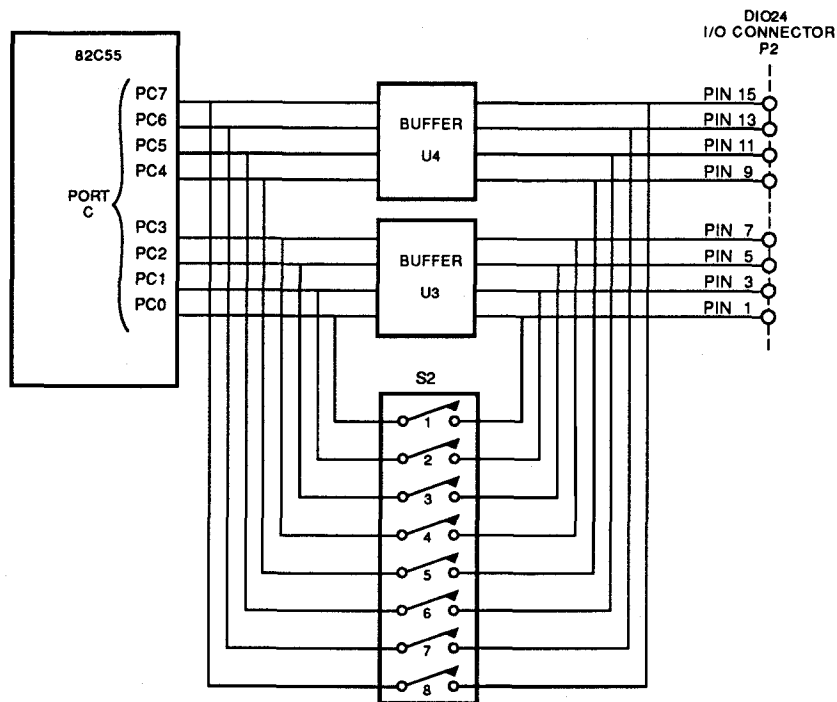 DIO24
I/O CONNECTOR
P2
82C55
PC7
PC6
PC5
PC4
PORT
C
PC3
PC2
PC1
PC0
BUFFER
U4
BUFFER
U3
PIN 15
PIN 13
PIN 11
PIN 9
PIN 7
PIN 5
PIN 3
PIN 1
S2
1
2
3
4
5
6
7
8